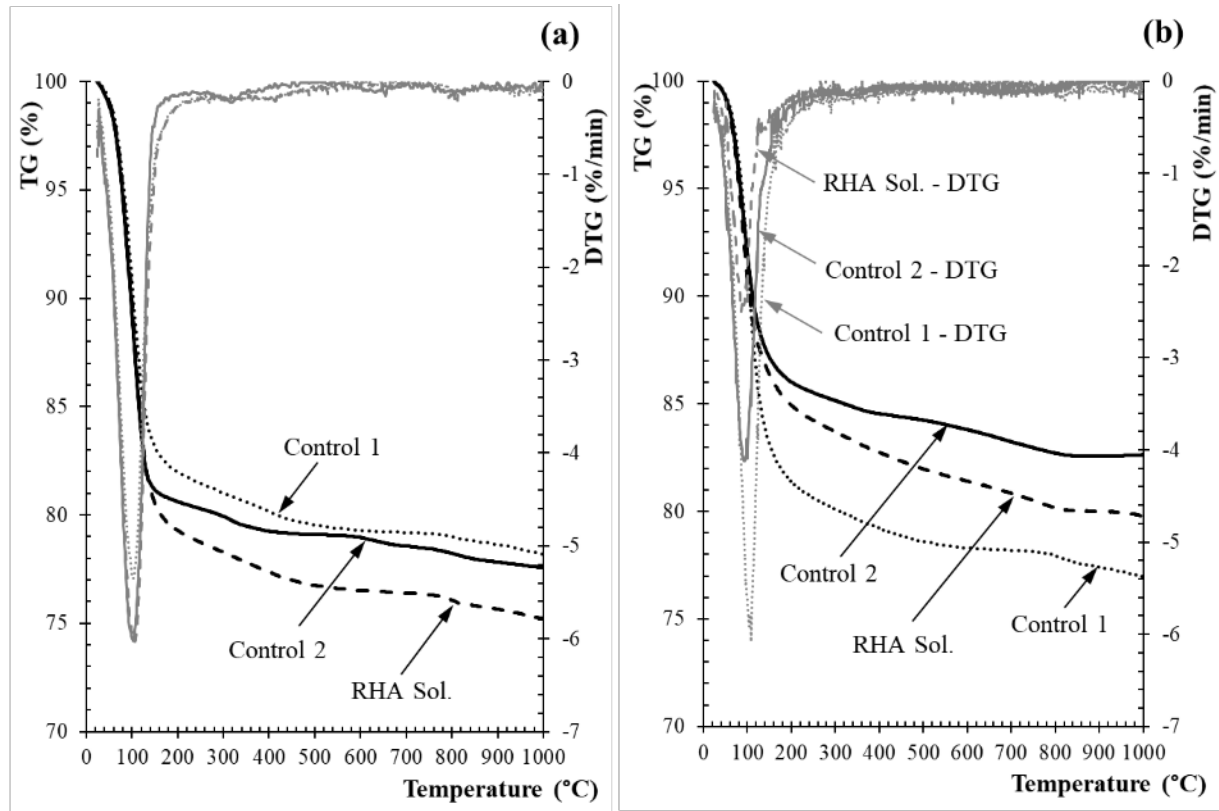 (a)
TG (%)
DTG (%/min)
100
95
90
85
80
75
70
0
-1
-2
-3
-4
-5
-6
-7
Control 1
Control 2
RHA Sol.
0 100 200 300 400 500 600 700 800 900 1000
Temperature (°C)
(b)
TG (%)
DTG (%/min)
100
95
90
85
80
75
70
0
-1
-2
-3
-4
-5
-6
-7
RHA Sol. - DTG
Control 2 - DTG
Control 1 - DTG
Control 2
RHA Sol.
Control 1
0 100 200 300 400 500 600 700 800 900 1000
Temperature (°C)